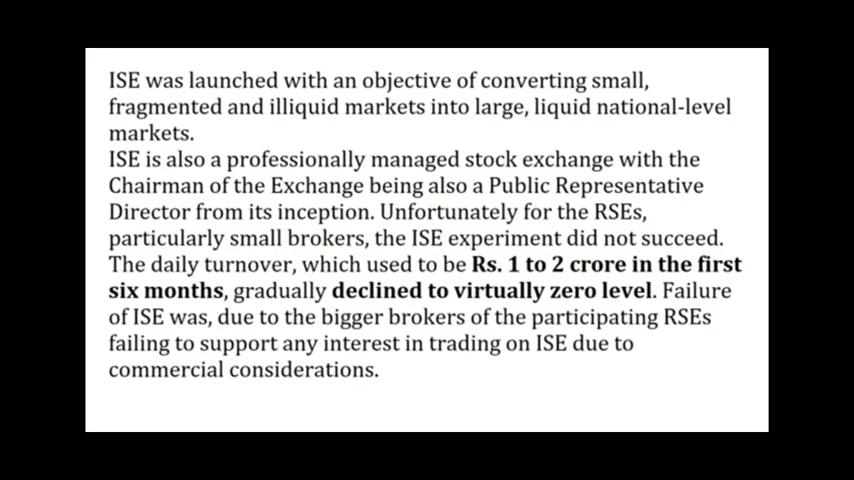 ISE was launched with an objective of converting small,
fragmented and illiquid markets into large, liquid national-level
markets.
ISE is also a professionally managed stock exchange with the
Chairman of the Exchange being also a Public Representative
Director from its inception. Unfortunately for the RSEs,
particularly small brokers, the ISE experiment did not succeed.
The daily turnover, which used to be Rs. 1 to 2 crore in the first
six months, gradually declined to virtually zero level. Failure
of ISE was, due to the bigger brokers of the participating RSEs
failing to support any interest in trading on ISE due to
commercial considerations.